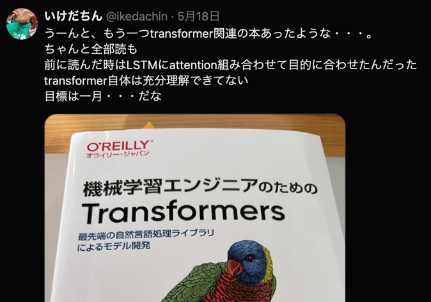 いけだちん @ikedachin · 5月18日
うーんと、もう一つtransformer関連の本あったような・・・。
ちゃんと全部読も
前に読んだ時はLSTMにattention組み合わせて目的に合わせたんだった
transformer自体は充分理解できてない
目標は一月・・・だな
O'REILLY
オライリー・ジャパン
機械学習エンジニアのための
Transformers
最先端の自然言語処理ライブラリ
によるモデル開発